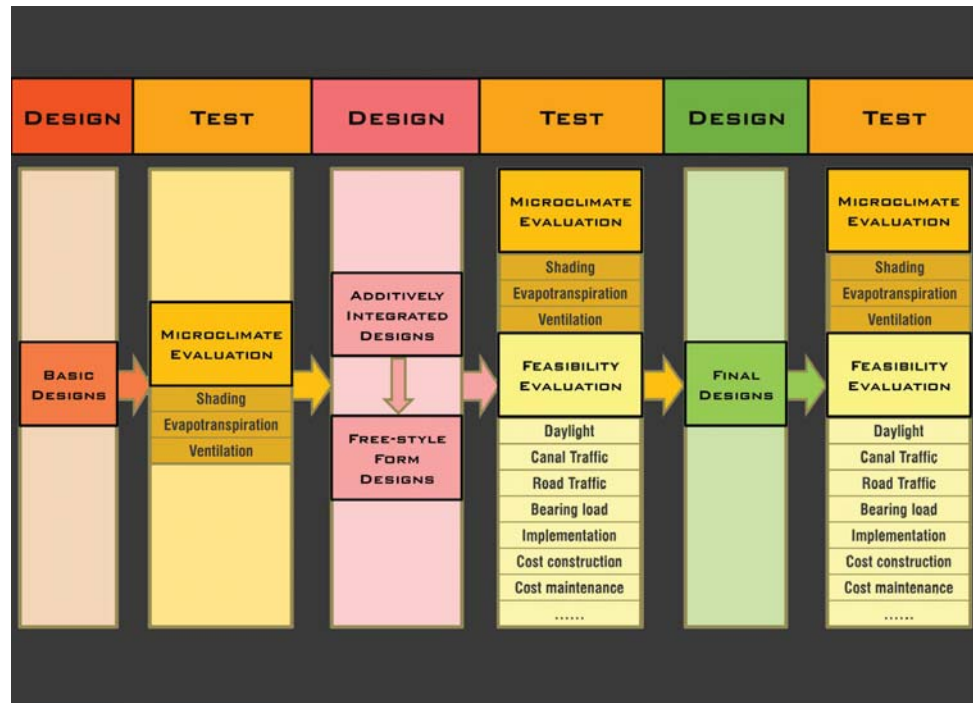 DESIGN
TEST
DESIGN
TEST
DESIGN
TEST
BASIC
DESIGNS
MICROCLIMATE
EVALUATION
Shading
Evapotranspiration
Ventilation
ADDITIVELY
INTEGRATED
DESIGNS
FREE-STYLE
FORM
DESIGNS
MICROCLIMATE
EVALUATION
Shading
Evapotranspiration
Ventilation
FEASIBILITY
EVALUATION
Daylight
Canal Traffic
Road Traffic
Bearing load
Implementation
Cost construction
Cost maintenance
......
FINAL
DESIGNS
MICROCLIMATE
EVALUATION
Shading
Evapotranspiration
Ventilation
FEASIBILITY
EVALUATION
Daylight
Canal Traffic
Road Traffic
Bearing load
Implementation
Cost construction
Cost maintenance
......